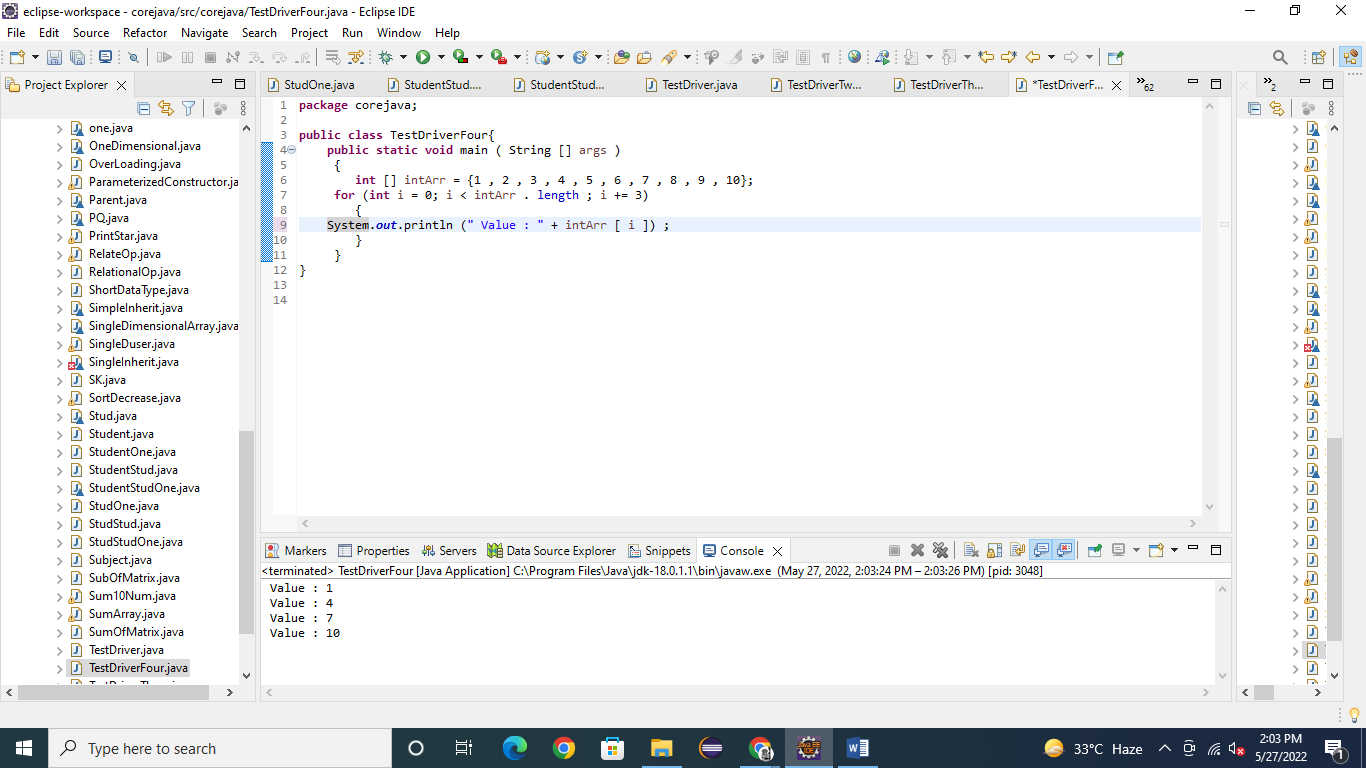 eclipse-workspace - corejava/src/corejava/TestDriverFour.java - Eclipse IDE
File Edit Source Refactor Navigate Search Project Run Window Help
Project Explorer
StudOne.java StudentStud.... StudentStud... TestDriver.java TestDriverTw... TestDriverTh... *TestDriverF... 62
2
one.java
OneDimensional.java
OverLoading.java
ParameterizedConstructor.ja
Parent.java
PQ.java
PrintStar.java
RelateOp.java
RelationalOp.java
ShortDataType.java
SimpleInherit.java
SingleDimensionalArray.java
SingleDuser.java
SingleInherit.java
SK.java
SortDecrease.java
Stud.java
Student.java
StudentOne.java
StudentStud.java
StudentStudOne.java
StudOne.java
StudStud.java
StudStudOne.java
Subject.java
SubOfMatrix.java
Sum10Num.java
SumArray.java
SumOfMatrix.java
TestDriver.java
TestDriverFour.java
1 package corejava;
2
3 public class TestDriverFour{
4 public static void main ( String [] args )
5 {
6 int [] intArr = {1 , 2 , 3 , 4 , 5 , 6 , 7 , 8 , 9 , 10};
7 for (int i = 0; i < intArr . length ; i += 3)
8 {
9 System.out.println (" Value : " + intArr [ i ]) ;
10 }
11 }
12 }
13
14
Markers Properties Servers Data Source Explorer Snippets Console
<terminated> TestDriverFour [Java Application] C:\Program Files\Java\jdk-18.0.1.1\bin\javaw.exe (May 27, 2022, 2:03:24 PM – 2:03:26 PM) [pid: 3048]
Value : 1
Value : 4
Value : 7
Value : 10
Type here to search
33°C Haze
2:03 PM
5/27/2022
1